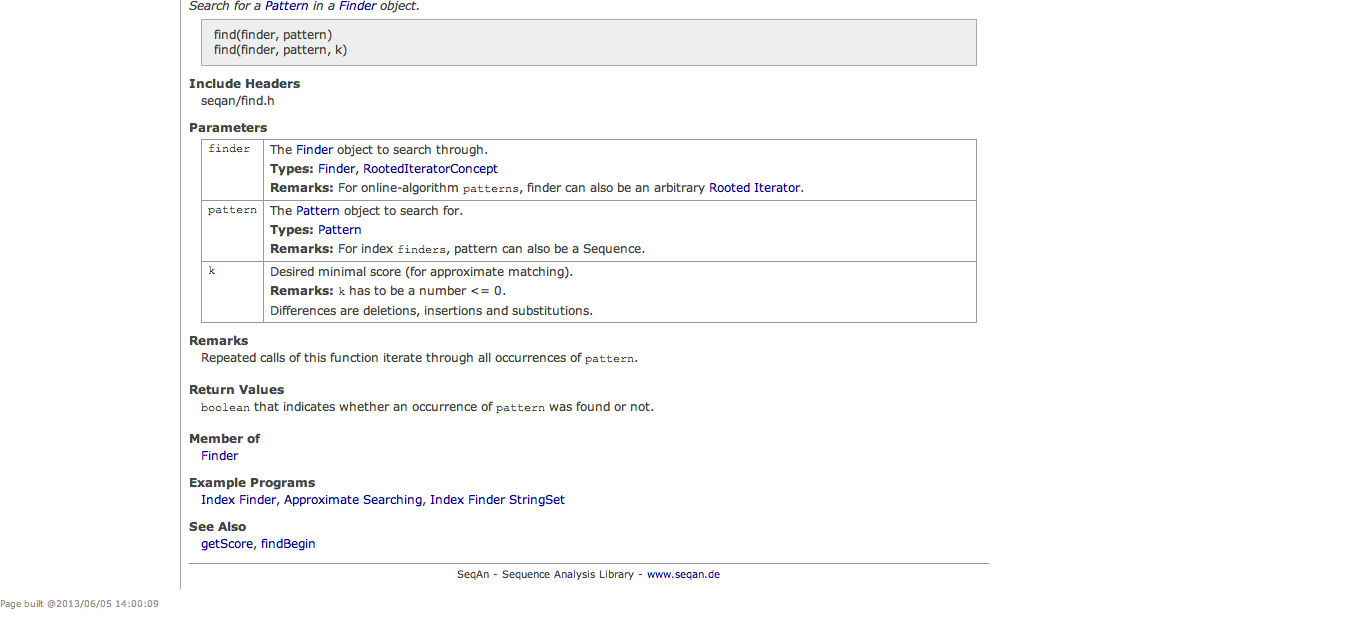 Search for a Pattern in a Finder object.
find(finder, pattern)
find(finder, pattern, k)
Include Headers
seqan/find.h
Parameters
finder
The Finder object to search through.
Types: Finder, RootedIteratorConcept
Remarks: For online-algorithm patterns, finder can also be an arbitrary Rooted Iterator.
pattern
The Pattern object to search for.
Types: Pattern
Remarks: For index finders, pattern can also be a Sequence.
k
Desired minimal score (for approximate matching).
Remarks: k has to be a number <= 0.
Differences are deletions, insertions and substitutions.
Remarks
Repeated calls of this function iterate through all occurrences of pattern.
Return Values
boolean that indicates whether an occurrence of pattern was found or not.
Member of
Finder
Example Programs
Index Finder, Approximate Searching, Index Finder StringSet
See Also
getScore, findBegin
SeqAn - Sequence Analysis Library - www.seqan.de
Page built @2013/06/05 14:00:09